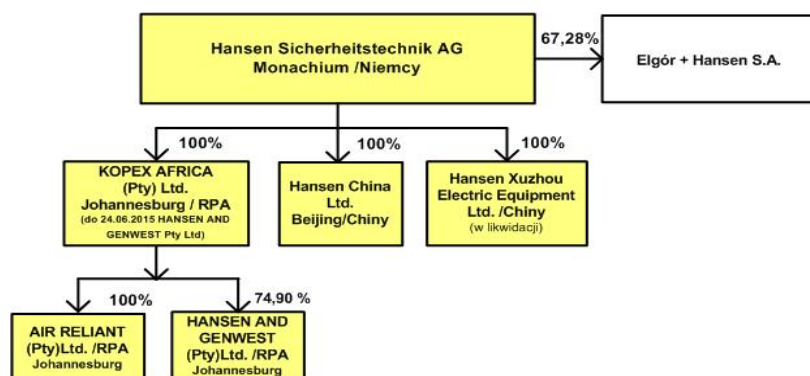 Hansen Sicherheitstechnik AG
Monachium /Niemcy
67,28%
Elgór + Hansen S.A.
100%
100%
100%
KOPEX AFRICA
(Pty) Ltd.
Johannesburg / RPA
(do 24.06.2015 HANSEN AND
GENWEST Pty Ltd)
Hansen China
Ltd.
Beijing/Chiny
Hansen Xuzhou
Electric Equipment
Ltd. /Chiny
(w likwidacji)
100%
74,90 %
AIR RELIANT
(Pty)Ltd. /RPA
Johannesburg
HANSEN AND
GENWEST
(Pty)Ltd. /RPA
Johannesburg